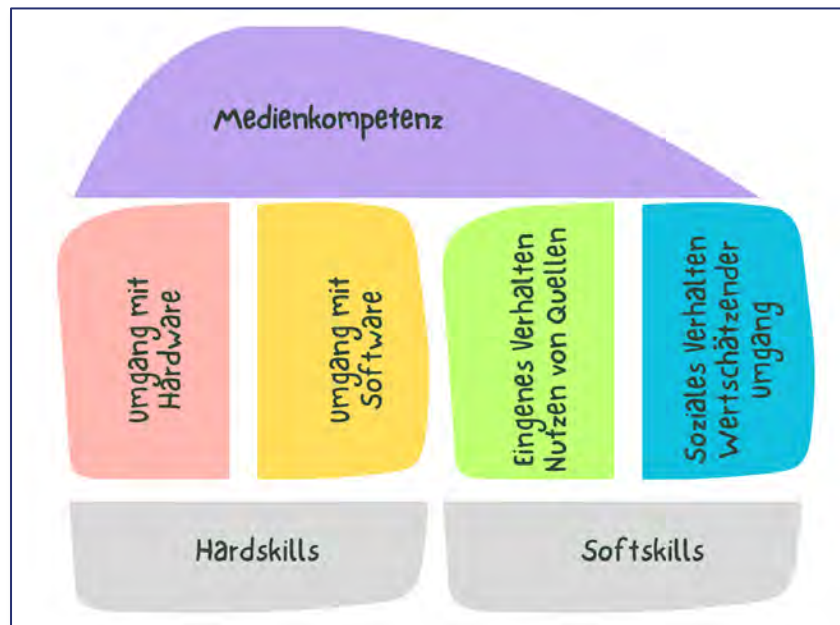 Medienkompetenz
Umgang mit
Hardware
Umgang mit
Software
Eingenes Verhalten
Nutzen von Quellen
Soziales Verhalten
Wertschätzender
Umgang
Hardskills
Softskills